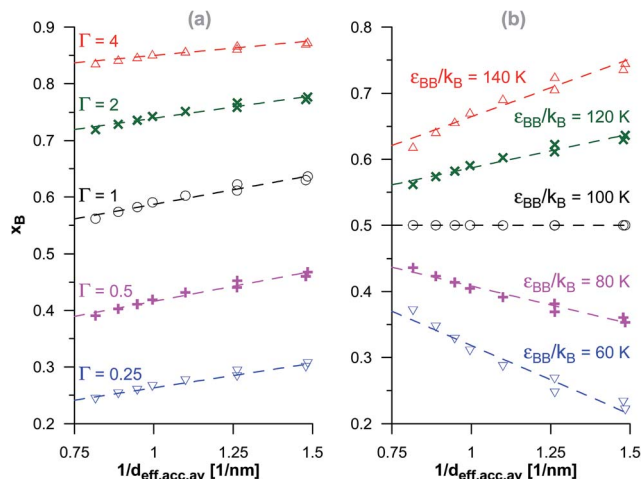 (a)
(b)
0.9
0.8
0.7
0.6
0.5
0.4
0.3
0.2
x_B
Γ = 4
Γ = 2
Γ = 1
Γ = 0.5
Γ = 0.25
0.75 1 1.25 1.5
1/d_eff,acc,av [1/nm]
0.8
0.7
0.6
0.5
0.4
0.3
0.2
ε_BB/k_B = 140 K
ε_BB/k_B = 120 K
ε_BB/k_B = 100 K
ε_BB/k_B = 80 K
ε_BB/k_B = 60 K
0.75 1 1.25 1.5
1/d_eff,acc,av [1/nm]